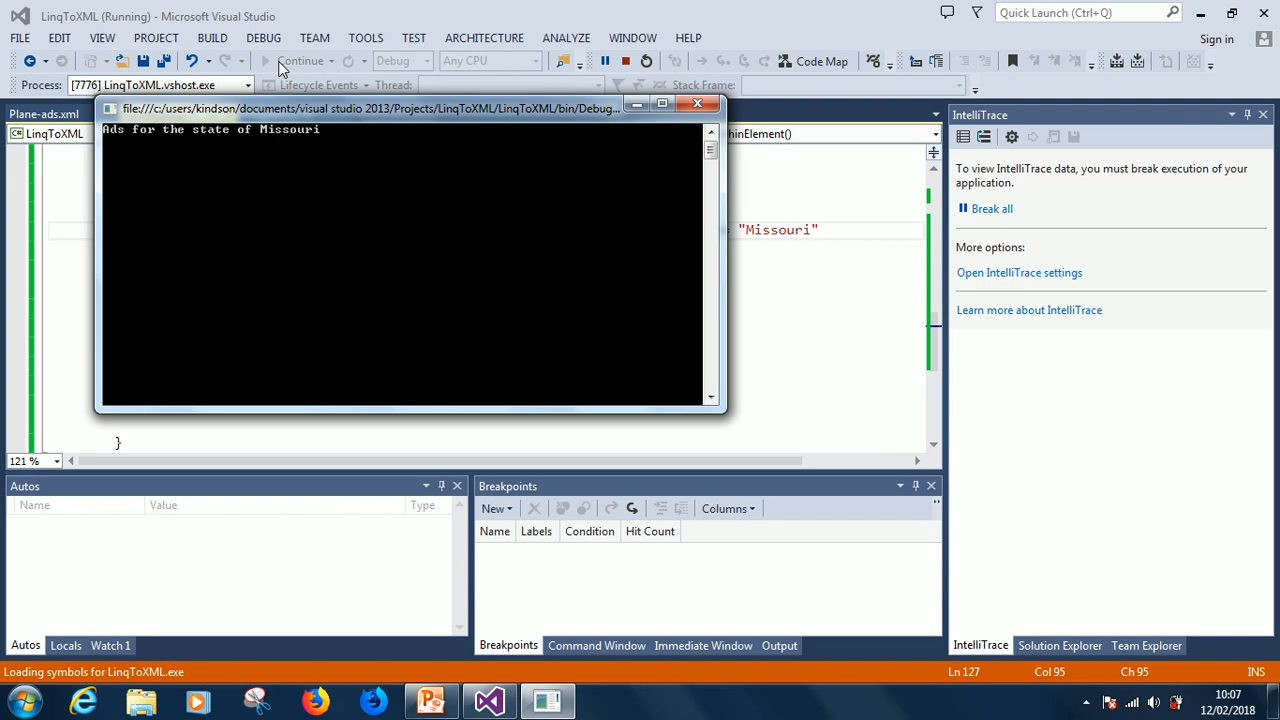 LinqToXML (Running) - Microsoft Visual Studio
Quick Launch (Ctrl+Q)
FILE EDIT VIEW PROJECT BUILD DEBUG TEAM TOOLS TEST ARCHITECTURE ANALYZE WINDOW HELP
Sign in
Continue Debug Any CPU Code Map
Process: [7776] LinqToXML.vshost.exe Lifecycle Events Thread: Stack Frame:
file:///c:/users/kindson/documents/visual studio 2013/Projects/LinqToXML/LinqToXML/bin/Debug...
Plane-ads.xml
LinqToXML
hinElement()
Ads for the state of Missouri
"Missouri"
}
121 %
IntelliTrace
To view IntelliTrace data, you must break execution of your
application.
Break all
More options:
Open IntelliTrace settings
Learn more about IntelliTrace
Autos
Name Value Type
Breakpoints
New Columns
Name Labels Condition Hit Count
Autos Locals Watch 1
Breakpoints Command Window Immediate Window Output
IntelliTrace Solution Explorer Team Explorer
Loading symbols for LinqToXML.exe
Ln 127 Col 95 Ch 95 INS
10:07
12/02/2018